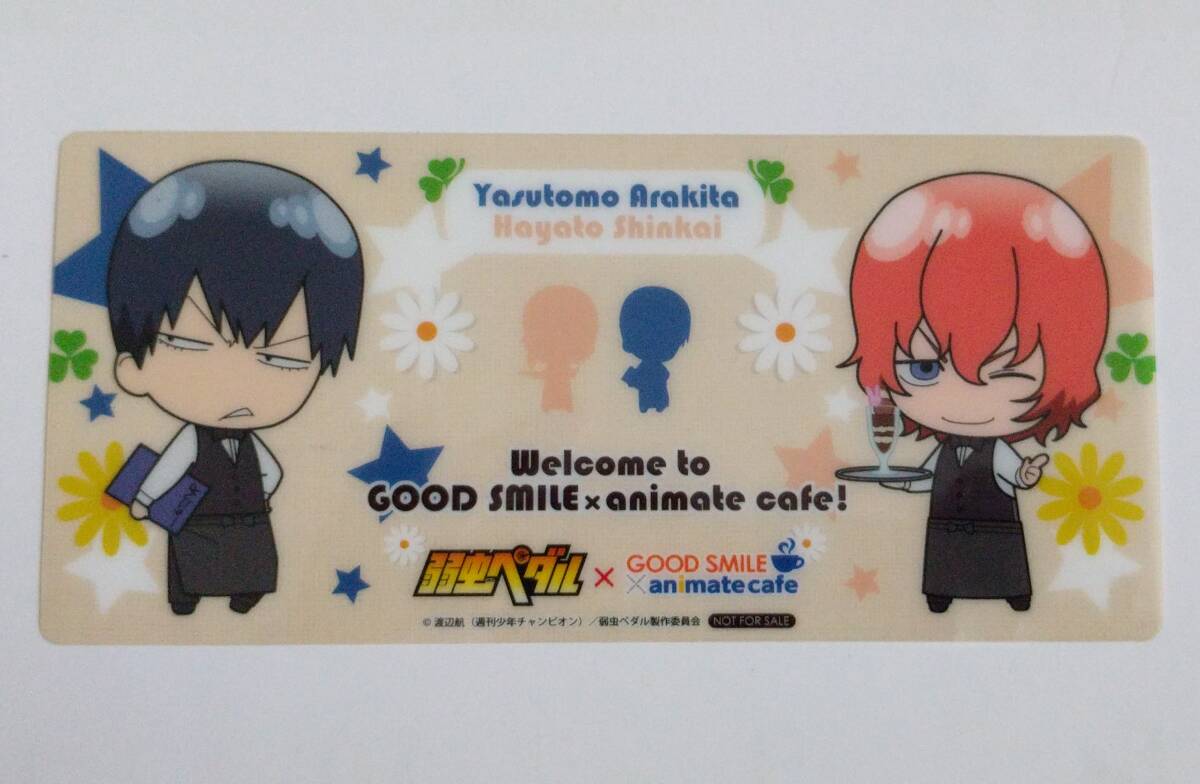 Yasutomo Arakita
Hayato Shinkai
Welcome to
GOOD SMILE×animate cafe!
弱虫ペダル × GOOD SMILE
×animatecafe
© 渡辺航（週刊少年チャンピオン）／弱虫ペダル製作委員会 NOT FOR SALE